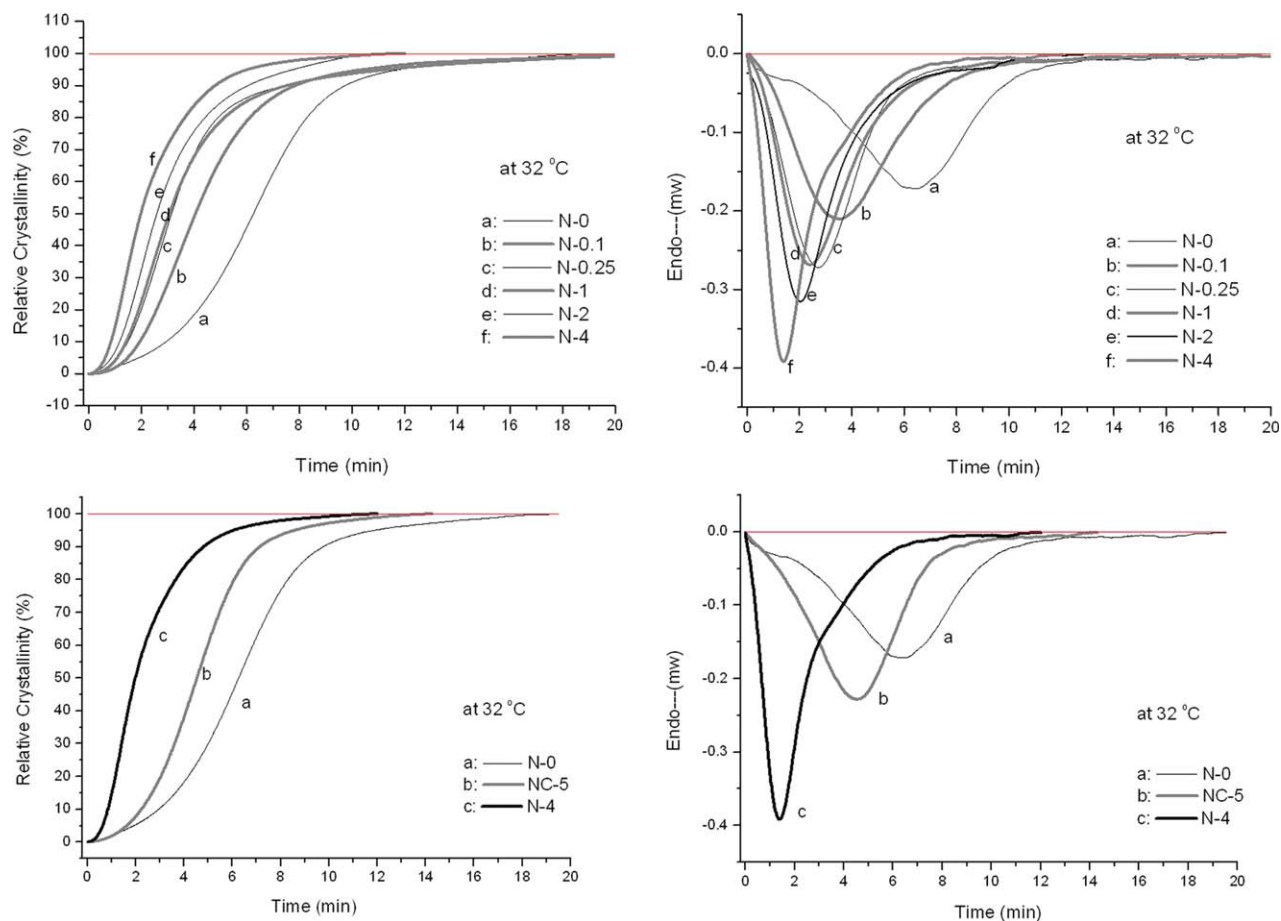 110
100
90
80
70
60
50
40
30
20
10
0
-10
Relative Crystallinity (%)
0 2 4 6 8 10 12 14 16 18 20
Time (min)
at 32 °C
a: N-0
b: N-0.1
c: N-0.25
d: N-1
e: N-2
f: N-4
f
e
d
c
b
a
0.0
-0.1
-0.2
-0.3
-0.4
Endo---(mw)
0 2 4 6 8 10 12 14 16 18 20
Time (min)
at 32 °C
a: N-0
b: N-0.1
c: N-0.25
d: N-1
e: N-2
f: N-4
a
b
d c
e
f
100
90
80
70
60
50
40
30
20
10
0
Relative Crystallinity (%)
0 2 4 6 8 10 12 14 16 18 20
Time (min)
at 32 °C
a: N-0
b: NC-5
c: N-4
c
b
a
0.0
-0.1
-0.2
-0.3
-0.4
Endo---(mw)
0 2 4 6 8 10 12 14 16 18 20
Time (min)
at 32 °C
a: N-0
b: NC-5
c: N-4
a
b
c